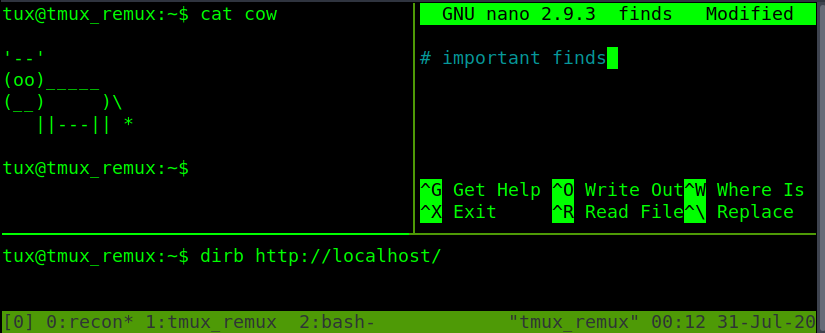 tux@tmux_remux:~$ cat cow
'--'
(oo)_____
(__)     )\
   ||---|| *
tux@tmux_remux:~$
GNU nano 2.9.3  finds   Modified
# important finds
^G Get Help ^O Write Out^W Where Is
^X Exit     ^R Read File^\ Replace
tux@tmux_remux:~$ dirb http://localhost/
[0] 0:recon* 1:tmux_remux  2:bash-            "tmux_remux" 00:12 31-Jul-20